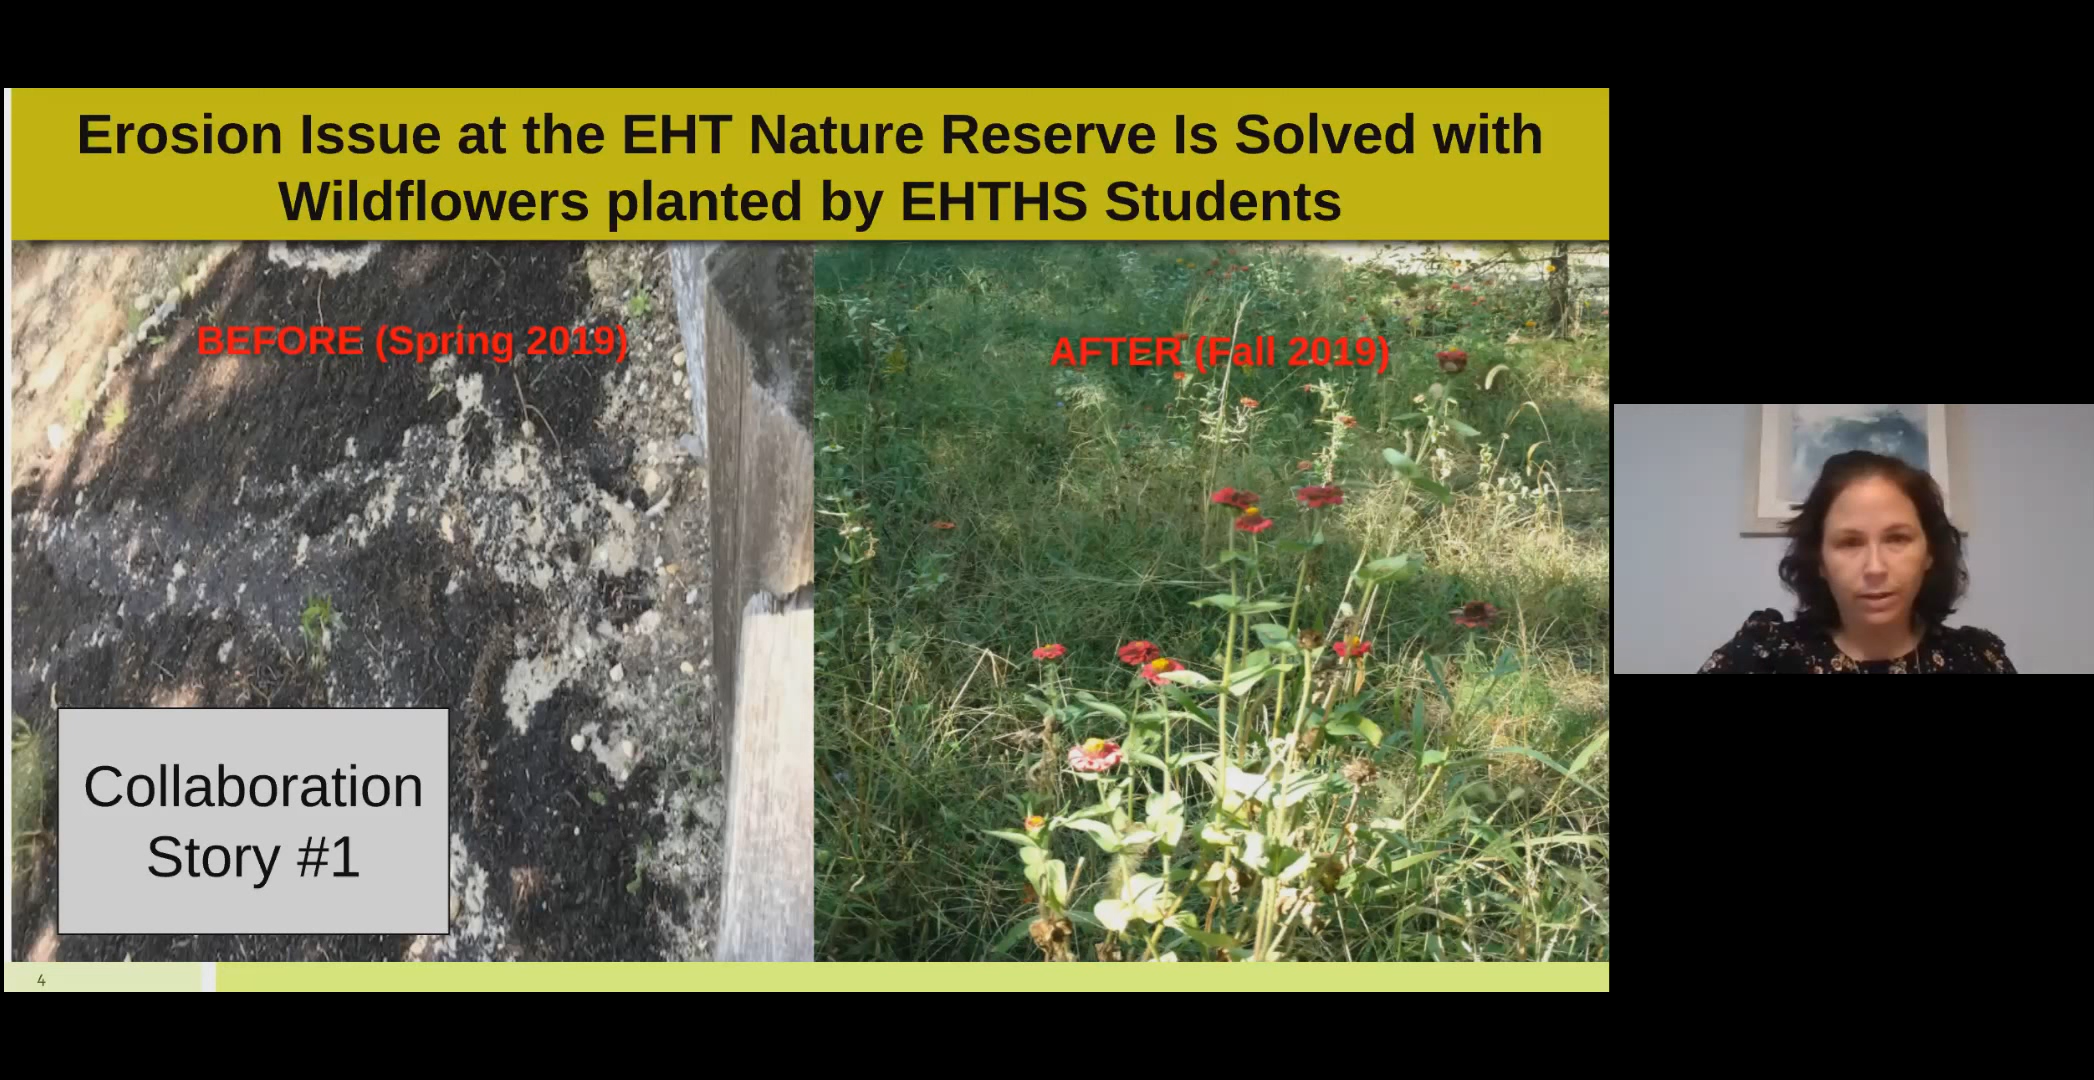 Erosion Issue at the EHT Nature Reserve Is Solved with
Wildflowers planted by EHTHS Students
BEFORE (Spring 2019)
AFTER (Fall 2019)
Collaboration
Story #1
4